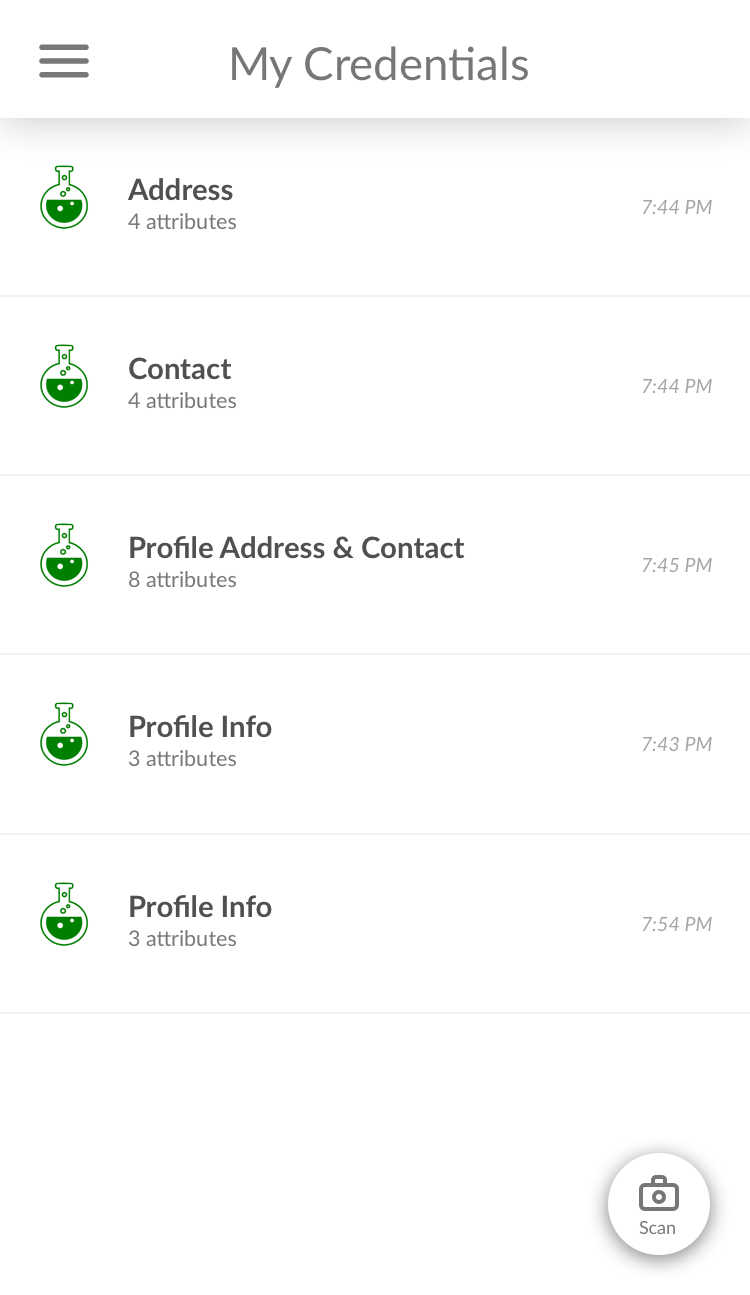 My Credentials
Address
4 attributes
7:44 PM
Contact
4 attributes
7:44 PM
Profile Address & Contact
8 attributes
7:45 PM
Profile Info
3 attributes
7:43 PM
Profile Info
3 attributes
7:54 PM
Scan